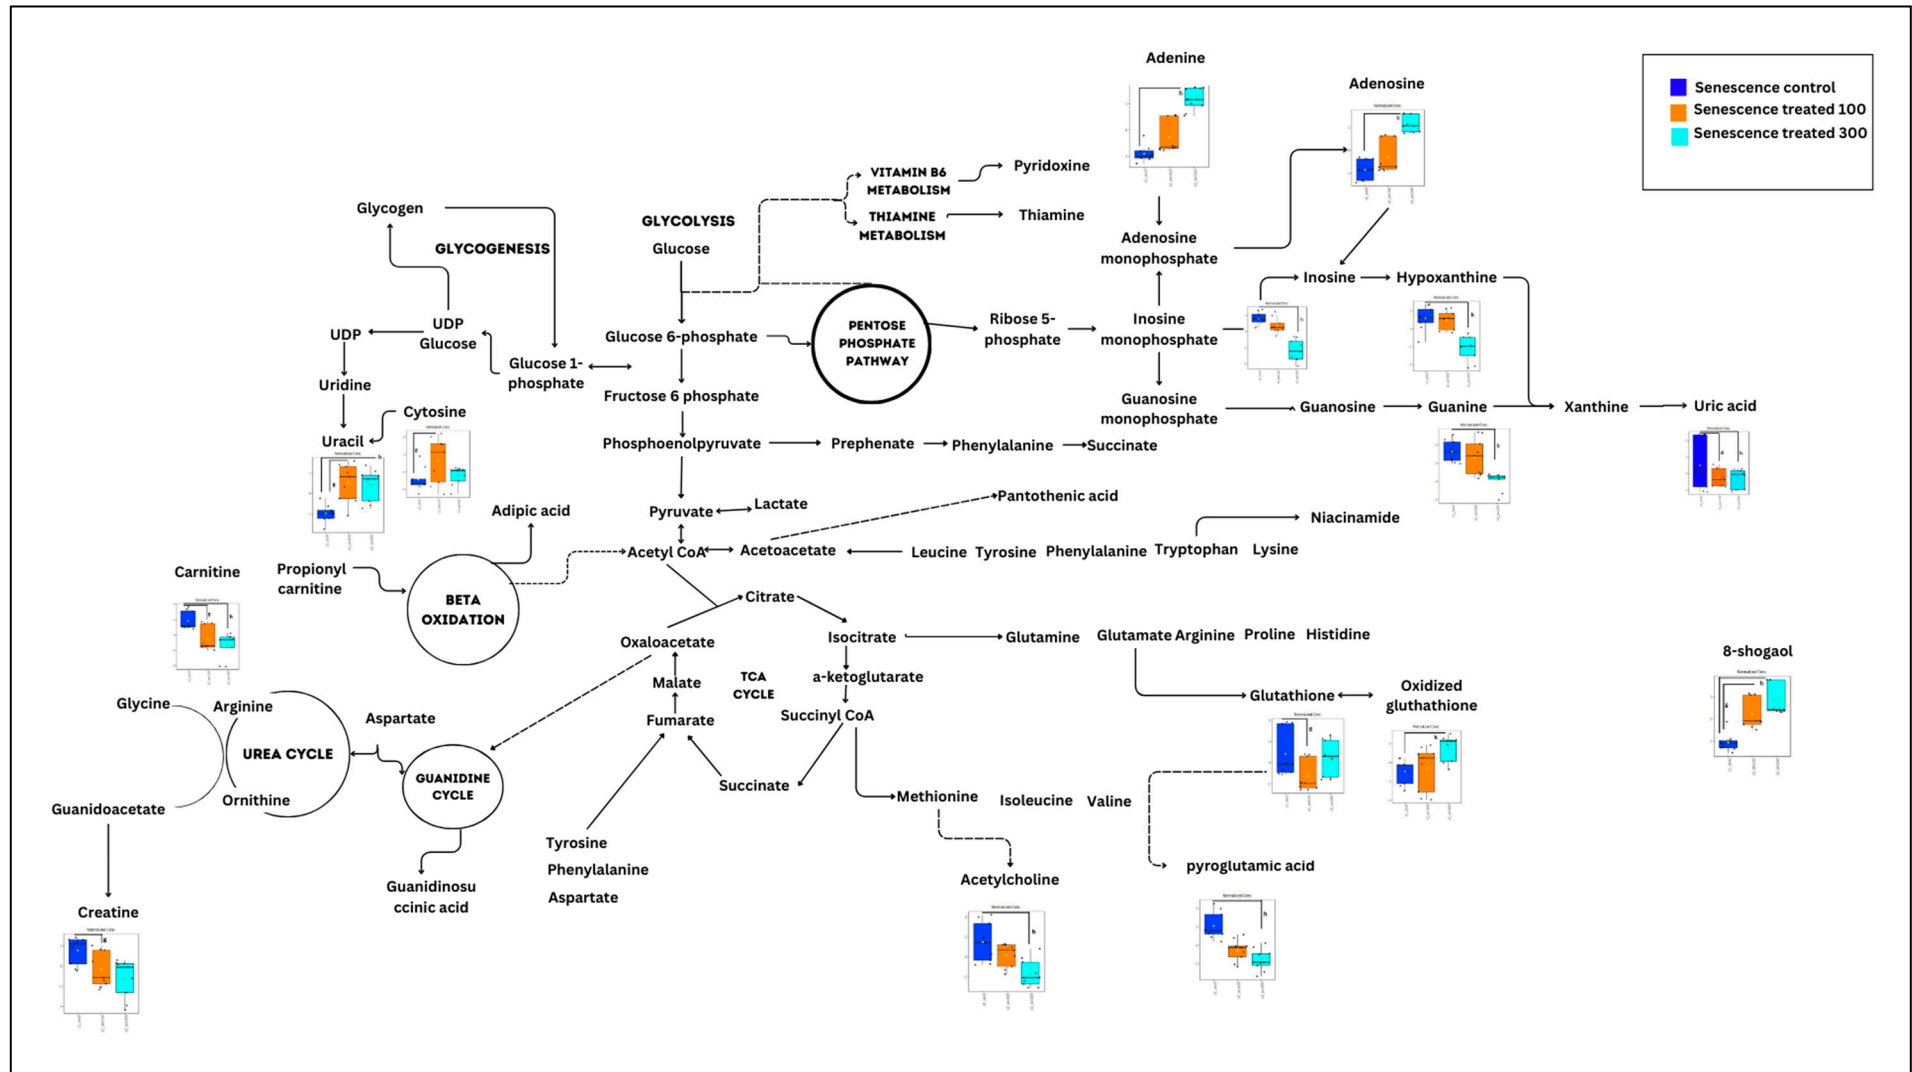 Adenine
Adenosine
Senescence control
Senescence treated 100
Senescence treated 300
VITAMIN B6
METABOLISM
Pyridoxine
THIAMINE
METABOLISM
Thiamine
Glycogen
GLYCOGENESIS
GLYCOLYSIS
Glucose
Adenosine
monophosphate
Inosine
Hypoxanthine
UDP
UDP
Glucose
Glucose 1-
phosphate
Glucose 6-phosphate
PENTOSE
PHOSPHATE
PATHWAY
Ribose 5-
phosphate
Inosine
monophosphate
Uridine
Fructose 6 phosphate
Guanosine
monophosphate
Guanosine
Guanine
Xanthine
Uric acid
Cytosine
Uracil
Phosphoenolpyruvate
Prephenate
Phenylalanine
Succinate
Adipic acid
Pyruvate
Lactate
Pantothenic acid
Niacinamide
Acetyl CoA
Acetoacetate
Leucine
Tyrosine
Phenylalanine
Tryptophan
Lysine
Carnitine
Propionyl
carnitine
BETA
OXIDATION
Citrate
Oxaloacetate
Isocitrate
Glutamine
Glutamate
Arginine
Proline
Histidine
8-shogaol
Malate
TCA
CYCLE
a-ketoglutarate
Glutathione
Oxidized
gluthathione
Glycine
Arginine
Aspartate
Fumarate
Succinyl CoA
UREA CYCLE
GUANIDINE
CYCLE
Succinate
Guanidoacetate
Ornithine
Methionine
Isoleucine
Valine
Tyrosine
Phenylalanine
Aspartate
pyroglutamic acid
Guanidinosu
ccinic acid
Acetylcholine
Creatine